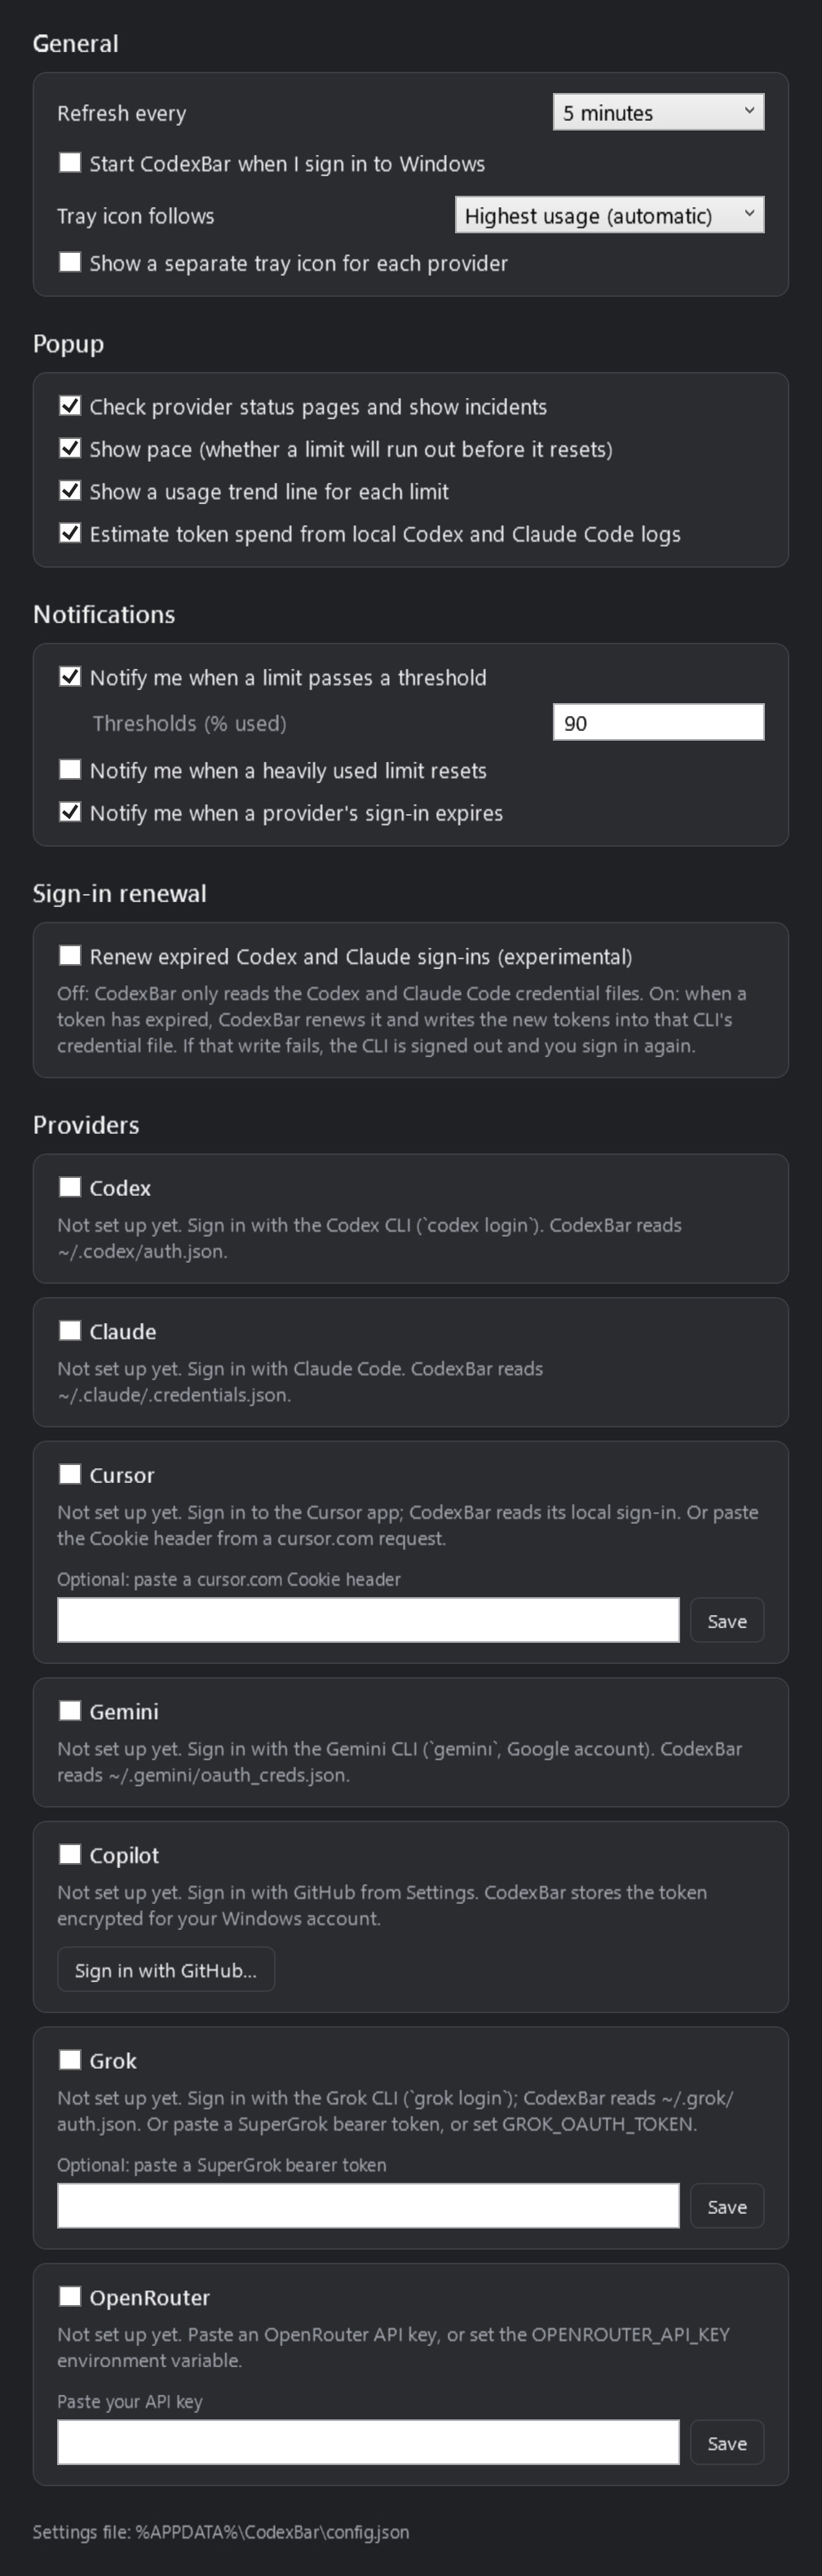 General
Refresh every
5 minutes
Start CodexBar when I sign in to Windows
Tray icon follows
Highest usage (automatic)
Show a separate tray icon for each provider
Popup
Check provider status pages and show incidents
Show pace (whether a limit will run out before it resets)
Show a usage trend line for each limit
Estimate token spend from local Codex and Claude Code logs
Notifications
Notify me when a limit passes a threshold
Thresholds (% used)
90
Notify me when a heavily used limit resets
Notify me when a provider's sign-in expires
Sign-in renewal
Renew expired Codex and Claude sign-ins (experimental)
Off: CodexBar only reads the Codex and Claude Code credential files. On: when a
token has expired, CodexBar renews it and writes the new tokens into that CLI's
credential file. If that write fails, the CLI is signed out and you sign in again.
Providers
Codex
Not set up yet. Sign in with the Codex CLI (`codex login`). CodexBar reads
~/.codex/auth.json.
Claude
Not set up yet. Sign in with Claude Code. CodexBar reads
~/.claude/.credentials.json.
Cursor
Not set up yet. Sign in to the Cursor app; CodexBar reads its local sign-in. Or paste
the Cookie header from a cursor.com request.
Optional: paste a cursor.com Cookie header
Save
Gemini
Not set up yet. Sign in with the Gemini CLI (`gemini`, Google account). CodexBar
reads ~/.gemini/oauth_creds.json.
Copilot
Not set up yet. Sign in with GitHub from Settings. CodexBar stores the token
encrypted for your Windows account.
Sign in with GitHub...
Grok
Not set up yet. Sign in with the Grok CLI (`grok login`); CodexBar reads ~/.grok/
auth.json. Or paste a SuperGrok bearer token, or set GROK_OAUTH_TOKEN.
Optional: paste a SuperGrok bearer token
Save
OpenRouter
Not set up yet. Paste an OpenRouter API key, or set the OPENROUTER_API_KEY
environment variable.
Paste your API key
Save
Settings file: %APPDATA%\CodexBar\config.json